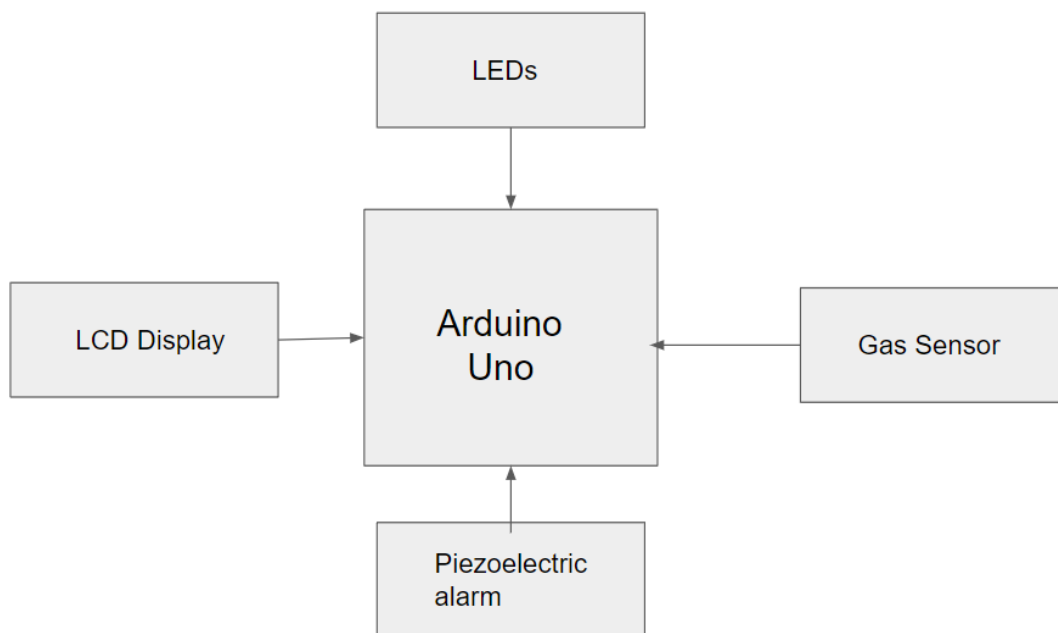 LEDs
LCD Display
Arduino
Uno
Gas Sensor
Piezoelectric
alarm